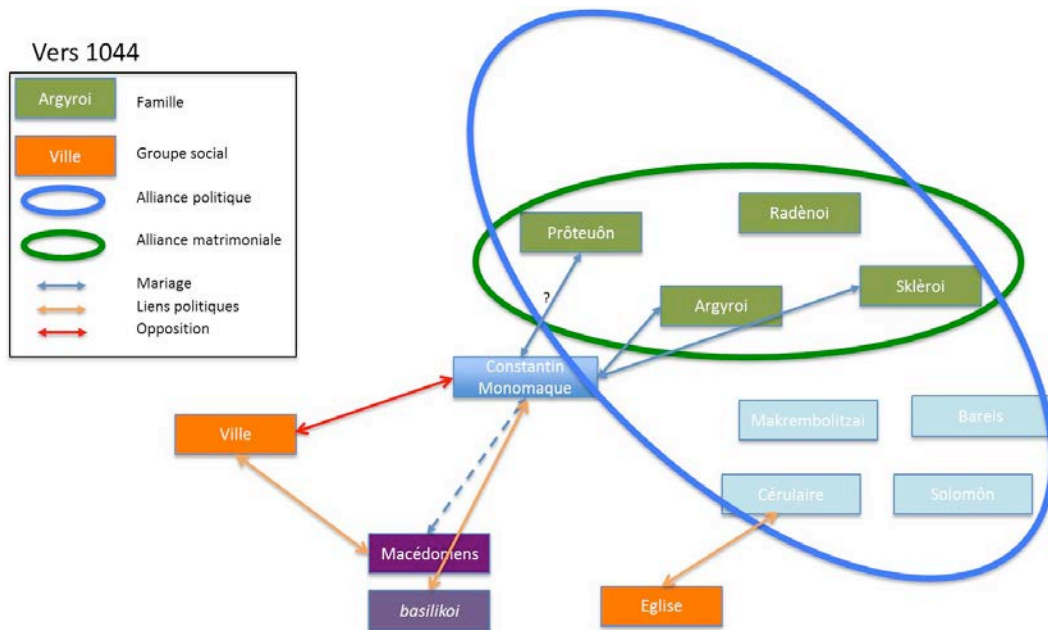 Vers 1044
Argyroi
Famille
Ville
Groupe social
Alliance politique
Alliance matrimoniale
Mariage
Liens politiques
Opposition
Radènoi
Prôteuôn
Sklèroi
?
Argyroi
Constantin
Monomaque
Makrembolitzai
Bareis
Ville
Cérulaire
Solomôn
Macédomens
basilikoi
Eglise